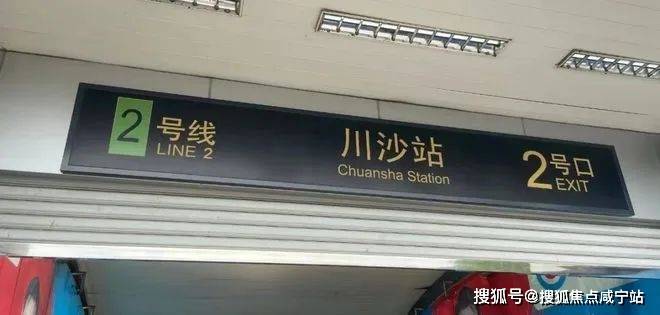 2 号线
LINE 2
川沙站
Chuansha Station
2 号口
EXIT
搜狐号@搜狐焦点咸宁站